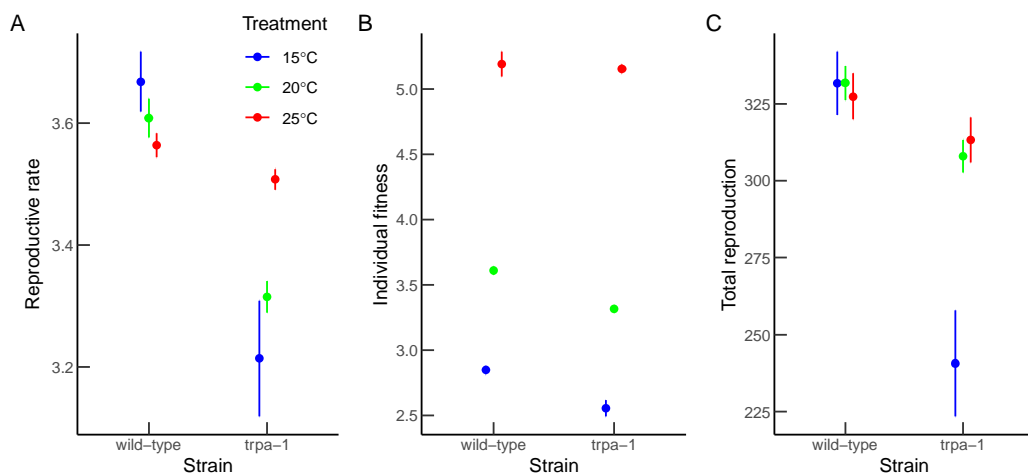 A
Treatment
15°C
20°C
25°C
Reproductive rate
3.6
3.4
3.2
wild−type
trpa−1
Strain
B
Individual fitness
5.0
4.5
4.0
3.5
3.0
2.5
wild−type
trpa−1
Strain
C
Total reproduction
325
300
275
250
225
wild−type
trpa−1
Strain